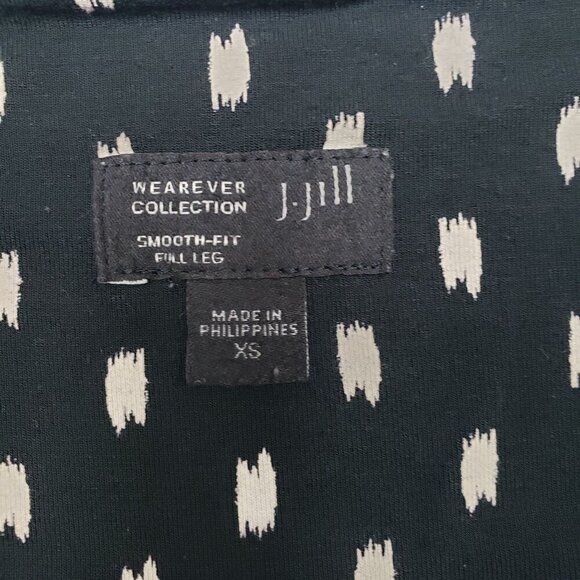 WEAREVER
COLLECTION
J.Jill
SMOOTH-FIT
FULL LEG
MADE IN
PHILIPPINES
XS